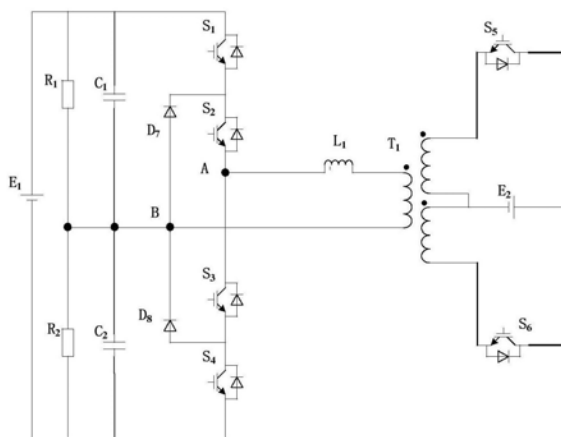 S₁
S₅
R₁
C₁
S₂
D₇
L₁
T₁
A
E₁
B
E₂
S₃
D₈
R₂
C₂
S₄
S₆